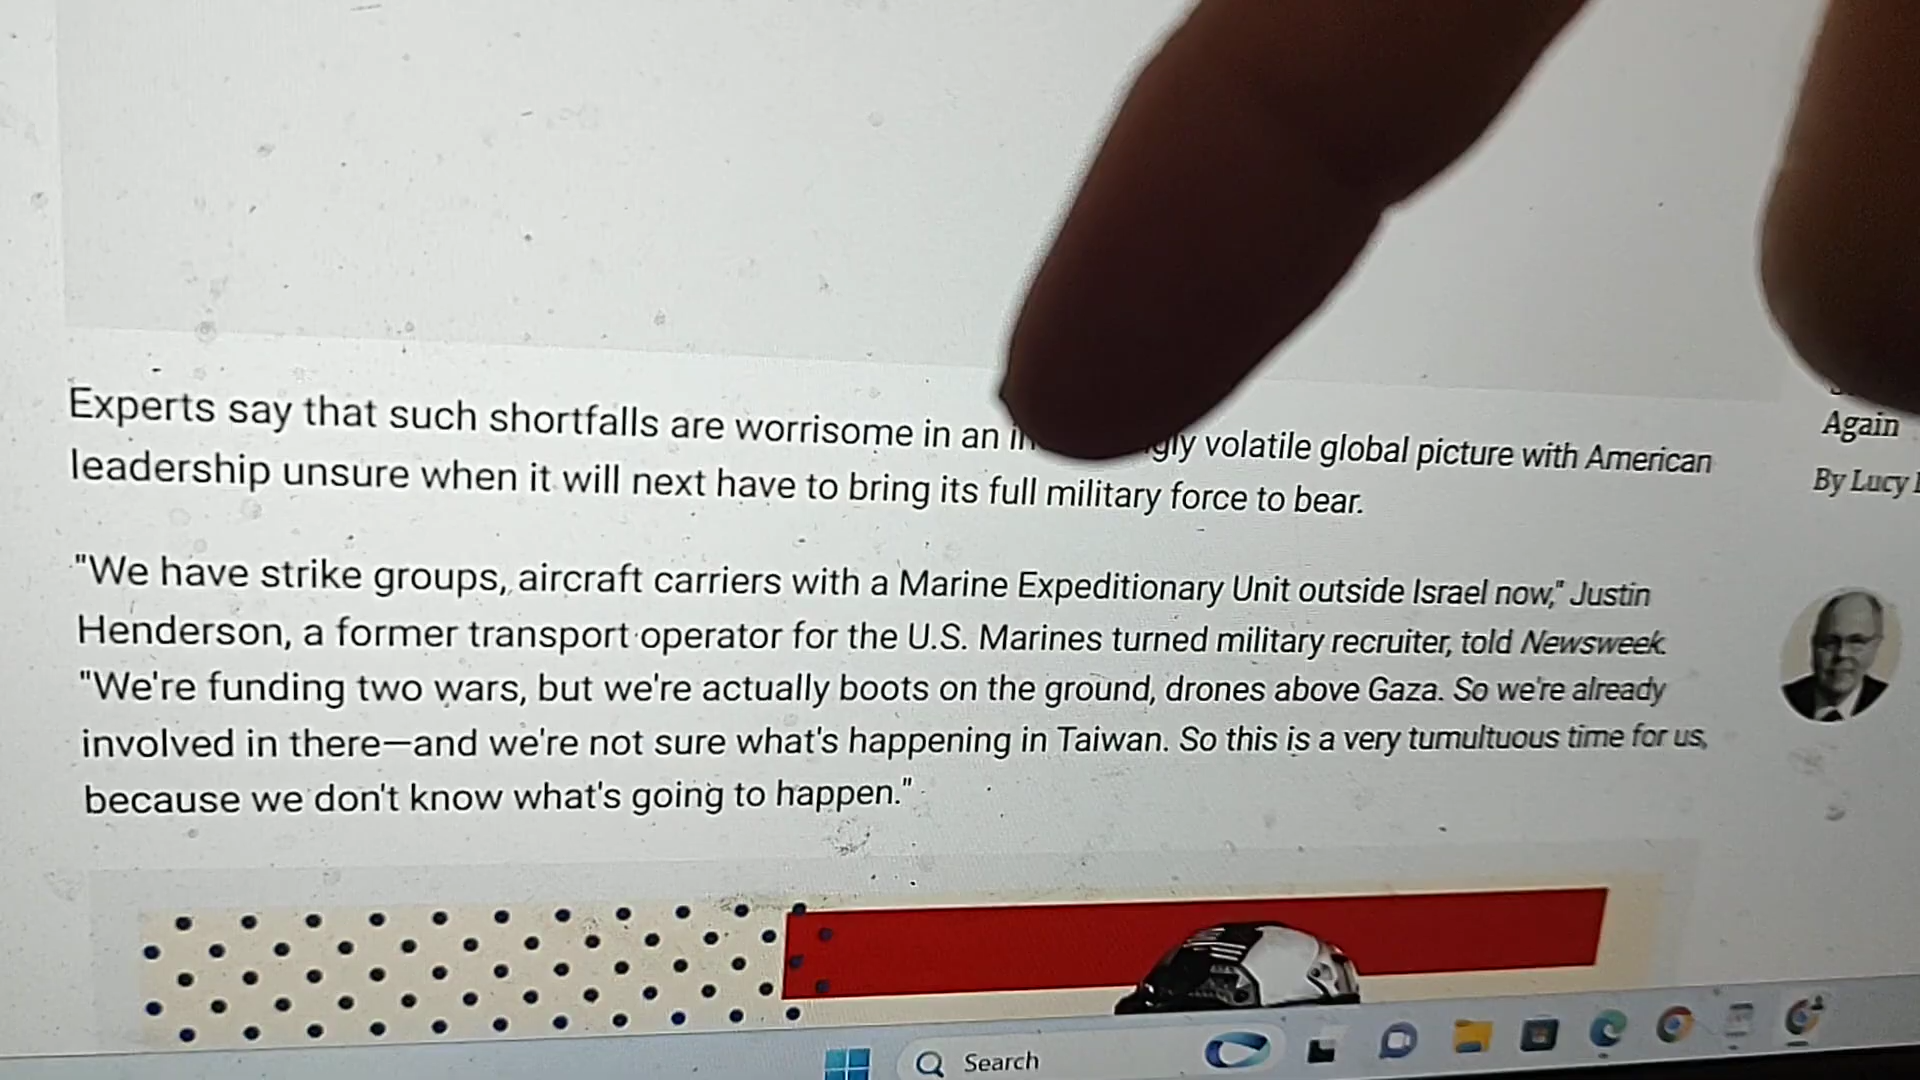 Experts say that such shortfalls are worrisome in an volatile global picture with American
leadership unsure when it will next have to bring its full military force to bear.
"We have strike groups, aircraft carriers with a Marine Expeditionary Unit outside Israel now," Justin
Henderson, a former transport operator for the U.S. Marines turned military recruiter, told Newsweek.
"We're funding two wars, but we're actually boots on the ground, drones above Gaza. So we're already
involved in there—and we're not sure what's happening in Taiwan. So this is a very tumultuous time for us,
because we don't know what's going to happen."
Again
By Lucy
Search